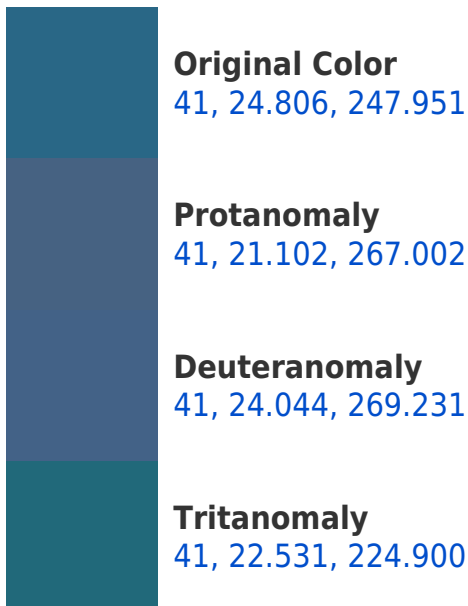 Original Color
41, 24.806, 247.951
Protanomaly
41, 21.102, 267.002
Deuteranomaly
41, 24.044, 269.231
Tritanomaly
41, 22.531, 224.900